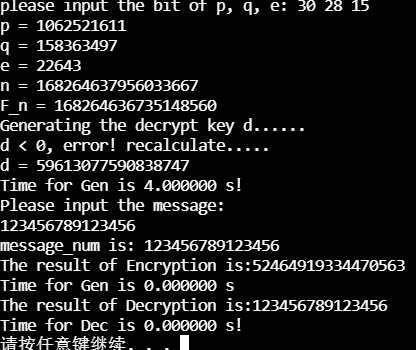 please input the bit of p, q, e: 30 28 15
p = 1062521611
q = 158363497
e = 22643
n = 168264637956033667
F_n = 168264636735148560
Generating the decrypt key d......
d < 0, error! recalculate.....
d = 59613077590838747
Time for Gen is 4.000000 s!
Please input the message:
123456789123456
message_num is: 123456789123456
The result of Encryption is:52464919334470563
Time for Gen is 0.000000 s
The result of Decryption is:123456789123456
Time for Dec is 0.000000 s!
请按任意键继续. . .